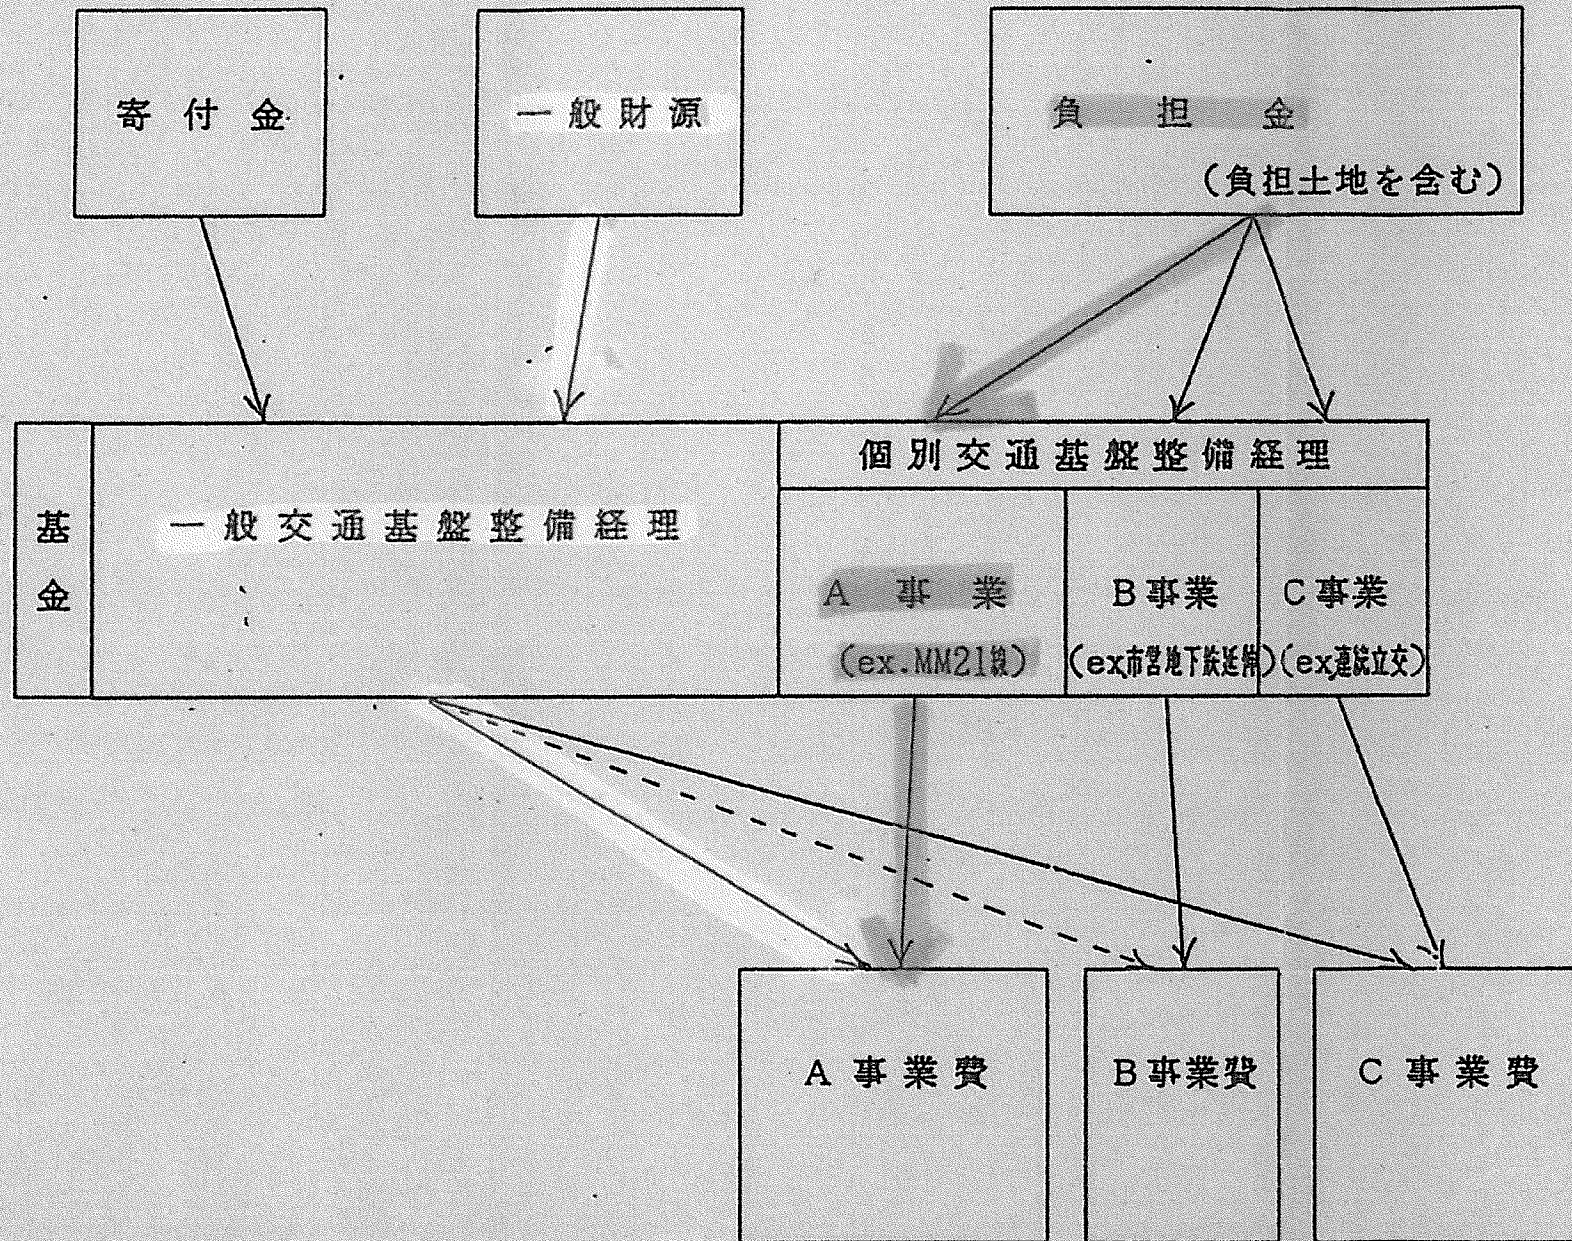 寄付金
一般財源
負担金
(負担土地を含む)
基金
一般交通基盤整備経理
個別交通基盤整備経理
A事業
(ex.MM21線)
B事業
(ex市営地下鉄延伸)
C事業
(ex連続立交)
A事業費
B事業費
C事業費